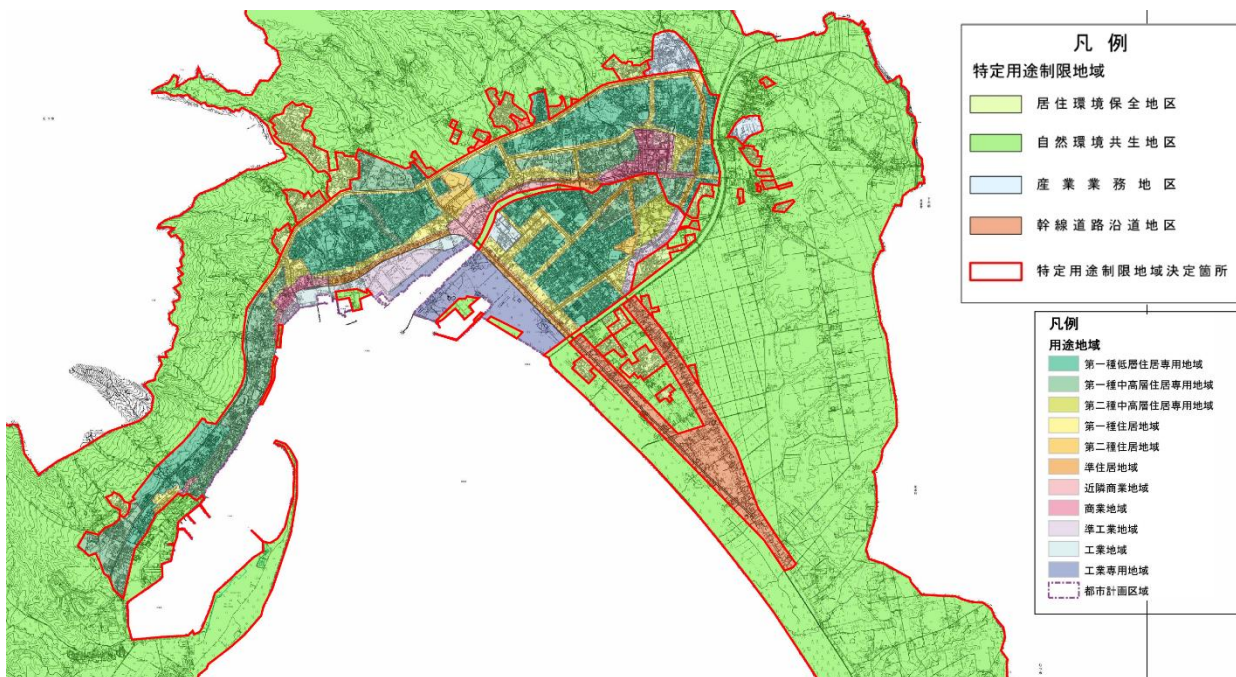 凡 例
特定用途制限地域
居住環境保全地区
自然環境共生地区
産業業務地区
幹線道路沿道地区
特定用途制限地域決定箇所
凡例
用途地域
第一種低層住居専用地域
第一種中高層住居専用地域
第二種中高層住居専用地域
第一種住居地域
第二種住居地域
準住居地域
近隣商業地域
商業地域
準工業地域
工業地域
工業専用地域
都市計画区域